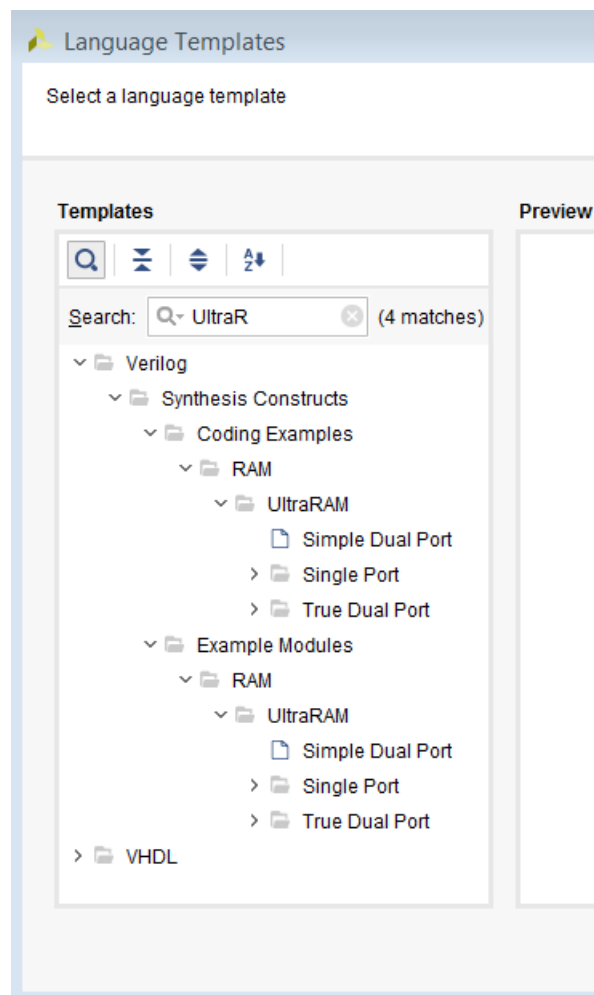 Language Templates
Select a language template
Templates
Preview
A
Z
Search: UltraR (4 matches)
Verilog
Synthesis Constructs
Coding Examples
RAM
UltraRAM
Simple Dual Port
Single Port
True Dual Port
Example Modules
RAM
UltraRAM
Simple Dual Port
Single Port
True Dual Port
VHDL